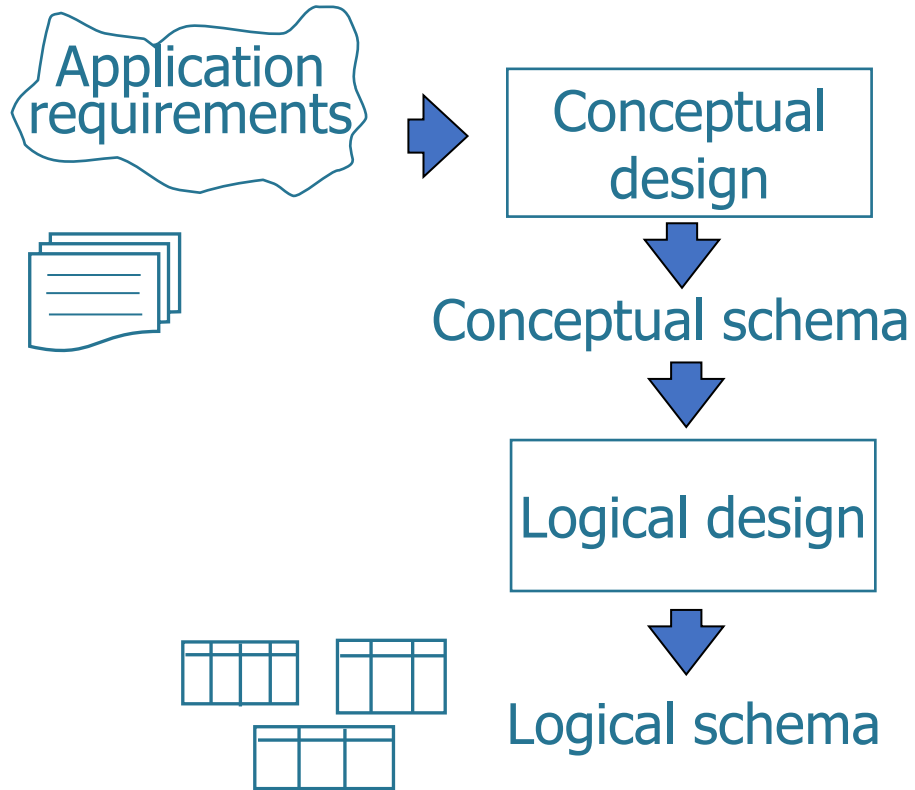 Application
requirements
Conceptual
design
Conceptual schema
Logical design
Logical schema